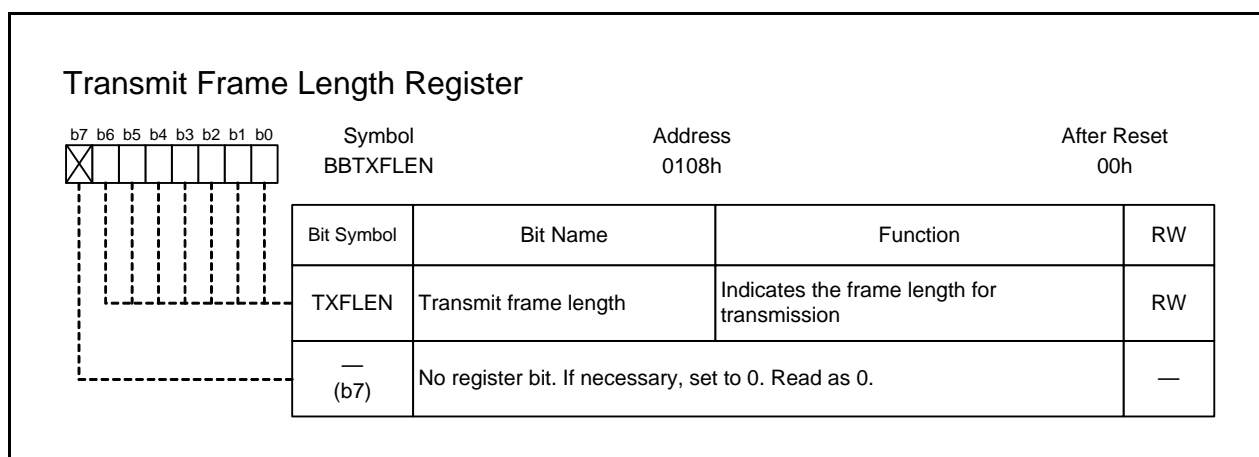 Transmit Frame Length Register
b7 b6 b5 b4 b3 b2 b1 b0
Symbol Address After Reset
BBTXFLEN 0108h 00h
Bit Symbol Bit Name Function RW
TXFLEN Transmit frame length Indicates the frame length for
transmission RW
—
(b7) No register bit. If necessary, set to 0. Read as 0. —